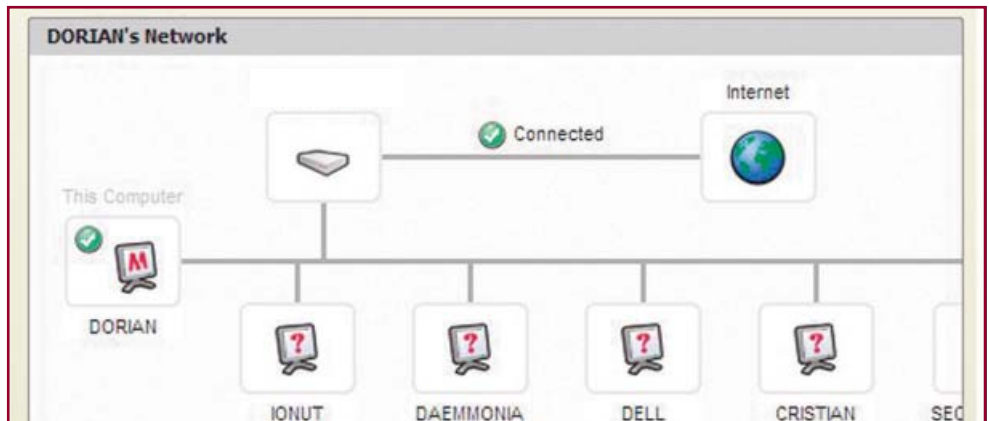 DORIAN's Network
Internet
Connected
This Computer
DORIAN
IONUT
DAEMMONIA
DELL
CRISTIAN